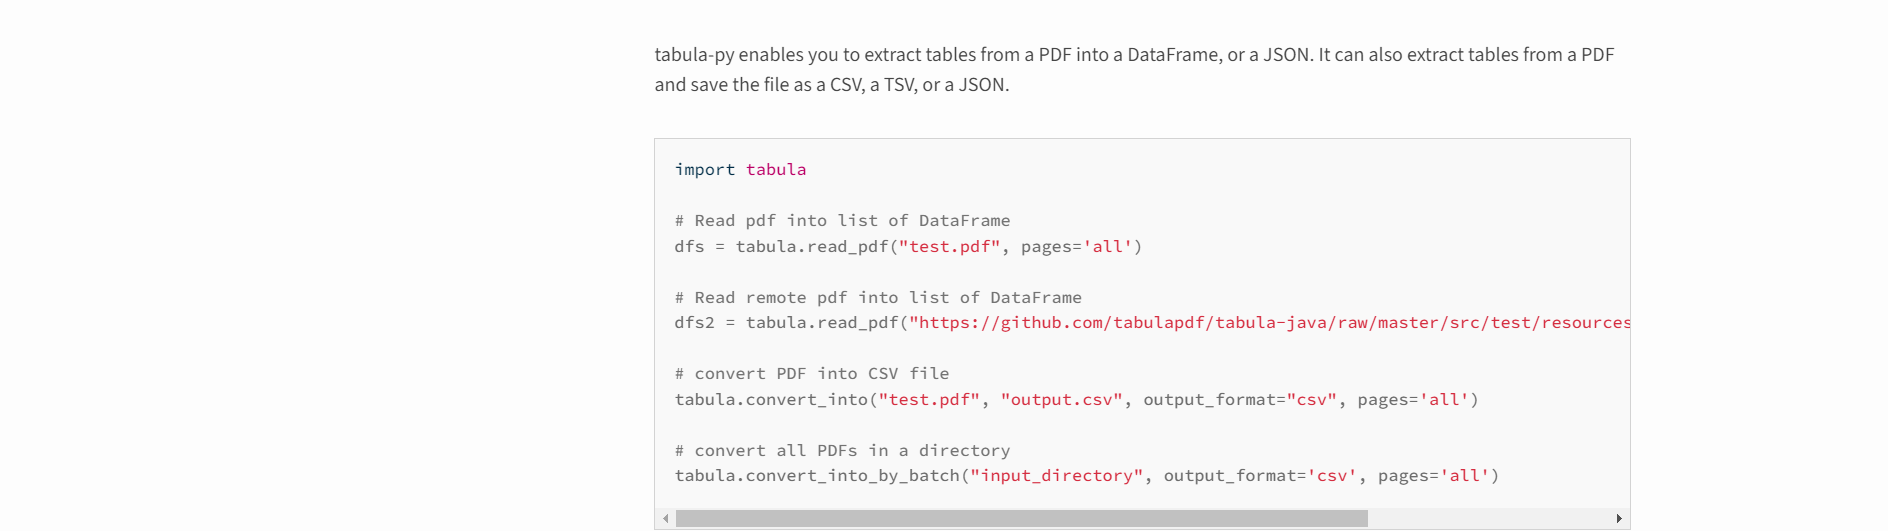 tabula-py enables you to extract tables from a PDF into a DataFrame, or a JSON. It can also extract tables from a PDF
and save the file as a CSV, a TSV, or a JSON.
import tabula
# Read pdf into list of DataFrame
dfs = tabula.read_pdf("test.pdf", pages='all')
# Read remote pdf into list of DataFrame
dfs2 = tabula.read_pdf("https://github.com/tabulapdf/tabula-java/raw/master/src/test/resources
# convert PDF into CSV file
tabula.convert_into("test.pdf", "output.csv", output_format="csv", pages='all')
# convert all PDFs in a directory
tabula.convert_into_by_batch("input_directory", output_format='csv', pages='all')